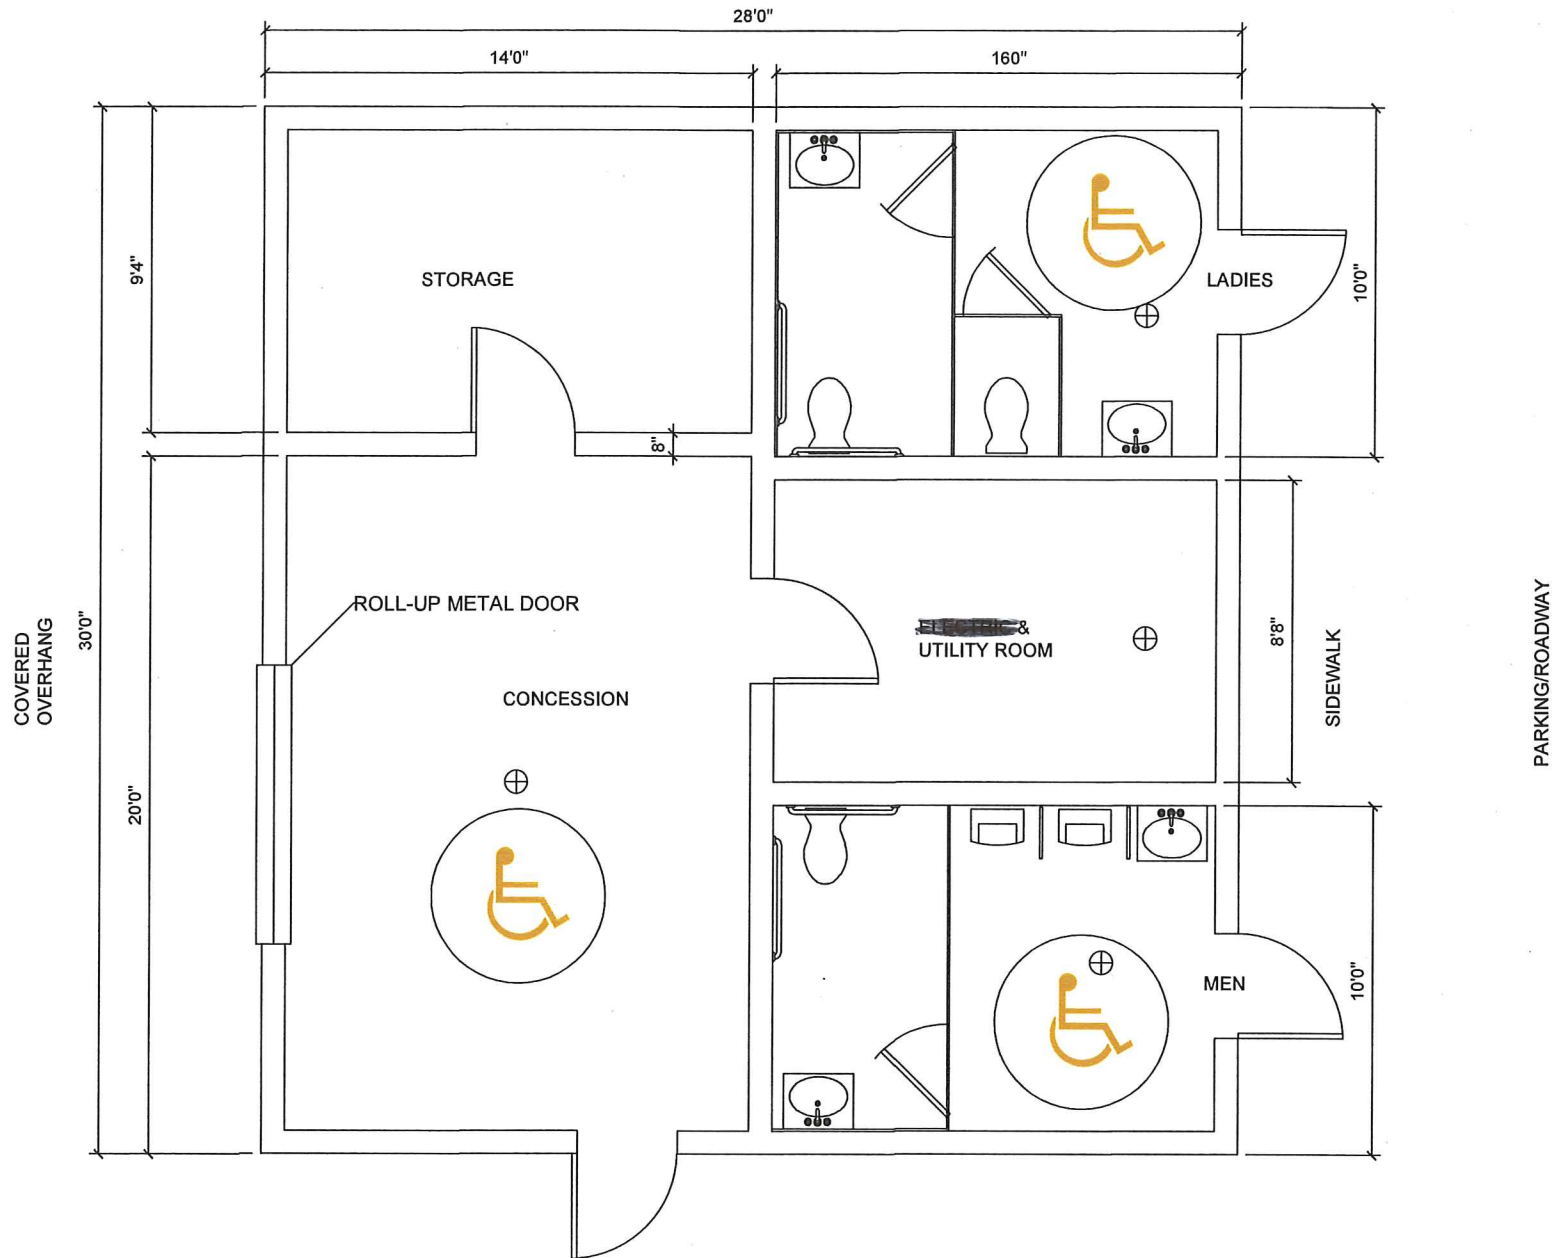 28'0"
14'0"
160"
9'4"
STORAGE
LADIES
10'0"
8"
ROLL-UP METAL DOOR
&
UTILITY ROOM
8'8"
COVERED
OVERHANG
30'0"
CONCESSION
SIDEWALK
PARKING/ROADWAY
20'0"
MEN
10'0"